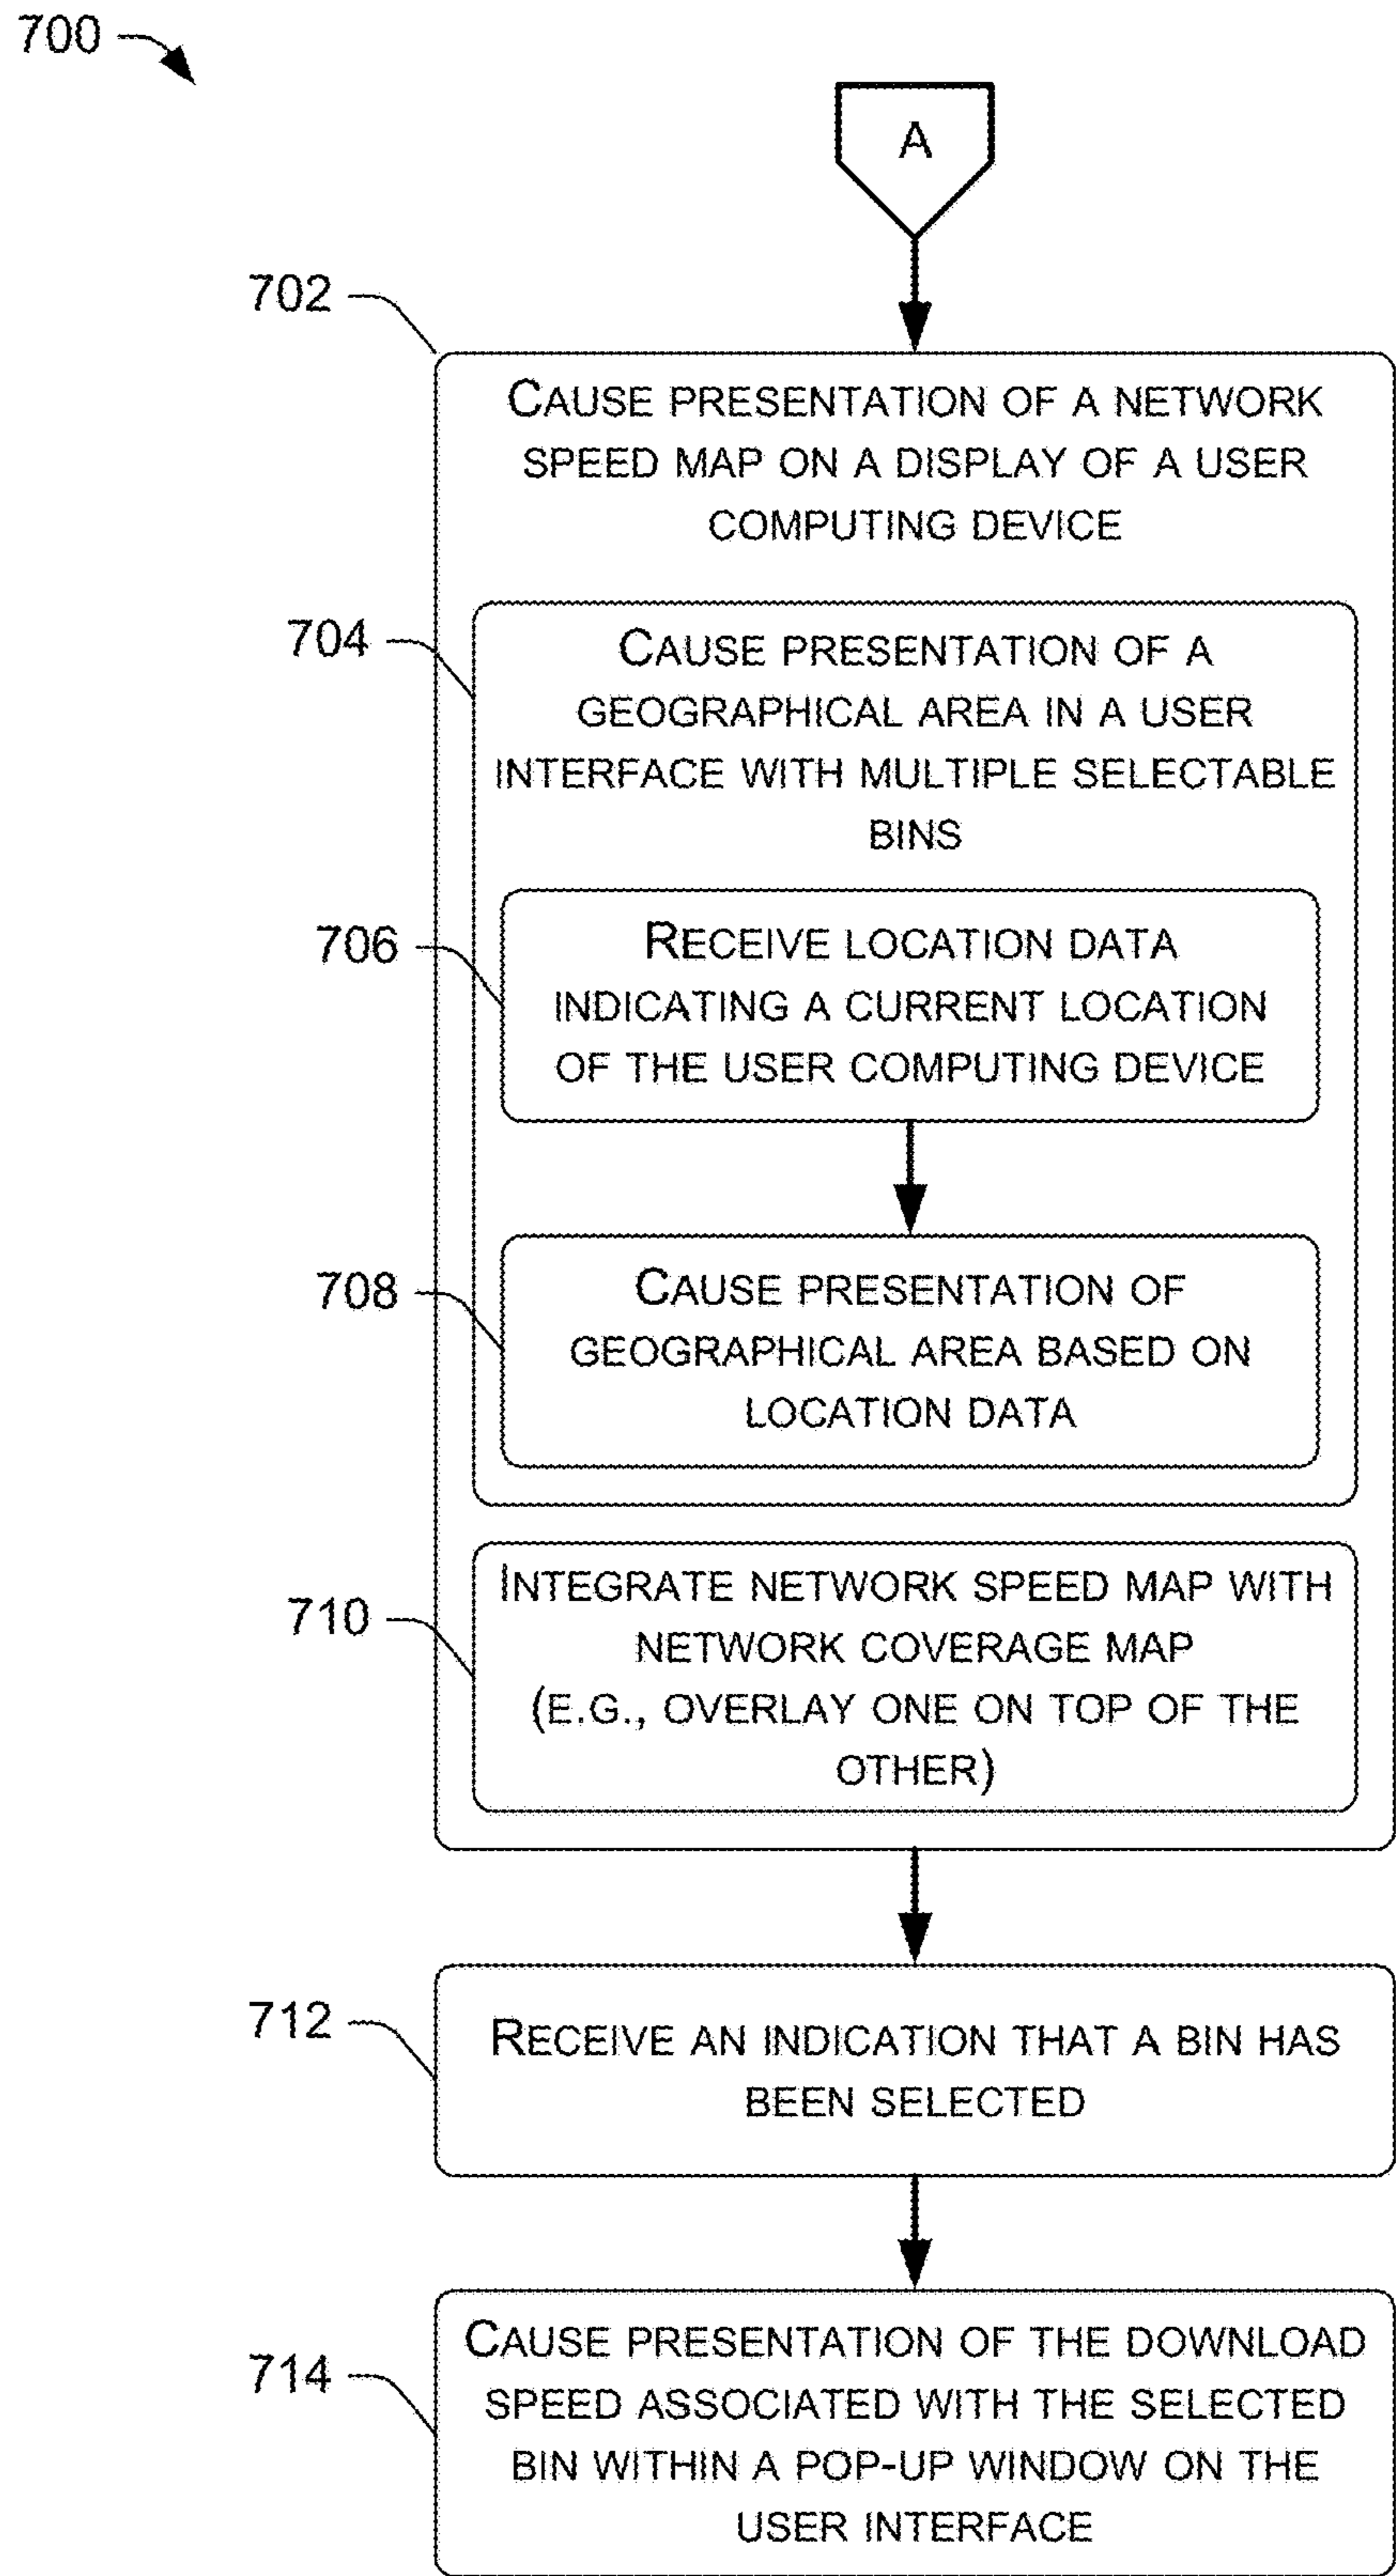 700
A
702
CAUSE PRESENTATION OF A NETWORK
SPEED MAP ON A DISPLAY OF A USER
COMPUTING DEVICE
704
CAUSE PRESENTATION OF A
GEOGRAPHICAL AREA IN A USER
INTERFACE WITH MULTIPLE SELECTABLE
BINS
706
RECEIVE LOCATION DATA
INDICATING A CURRENT LOCATION
OF THE USER COMPUTING DEVICE
708
CAUSE PRESENTATION OF
GEOGRAPHICAL AREA BASED ON
LOCATION DATA
710
INTEGRATE NETWORK SPEED MAP WITH
NETWORK COVERAGE MAP
(E.G., OVERLAY ONE ON TOP OF THE
OTHER)
712
RECEIVE AN INDICATION THAT A BIN HAS
BEEN SELECTED
714
CAUSE PRESENTATION OF THE DOWNLOAD
SPEED ASSOCIATED WITH THE SELECTED
BIN WITHIN A POP-UP WINDOW ON THE
USER INTERFACE